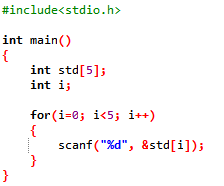 #include<stdio.h>
int main()
{
    int std[5];
    int i;
    for(i=0; i<5; i++)
    {
        scanf("%d", &std[i]);
    }
}